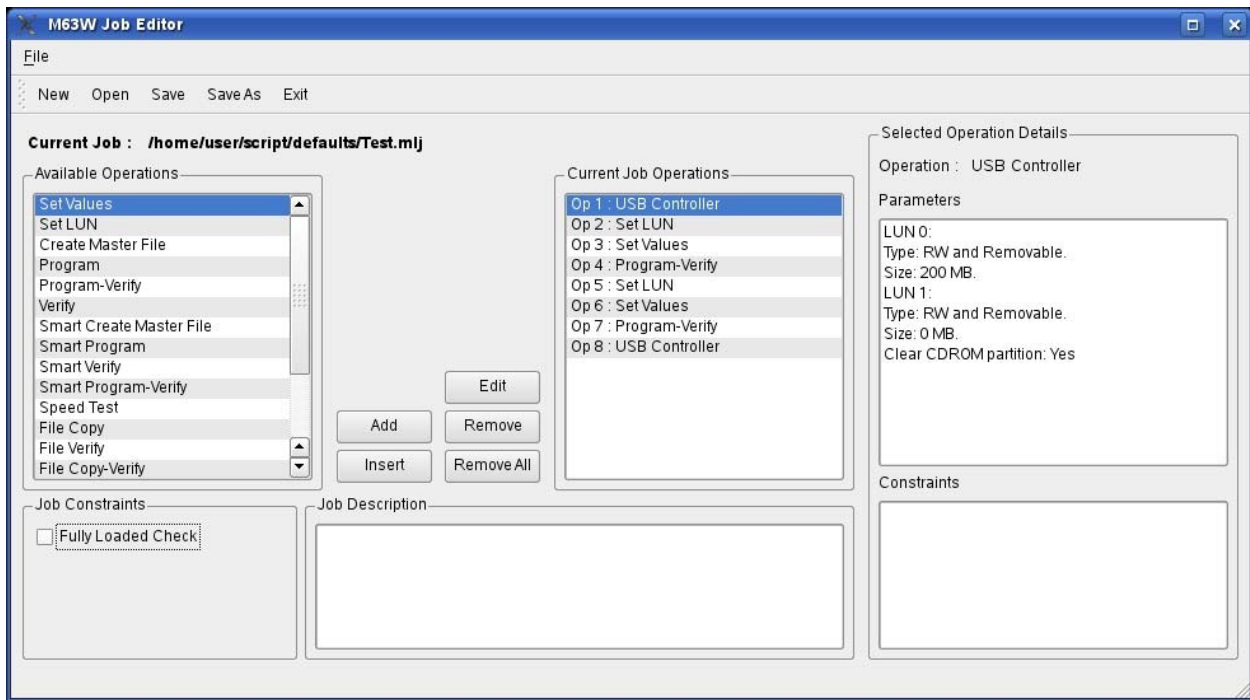 M63W Job Editor
File
New Open Save Save As Exit
Current Job : /home/user/script/defaults/Test.mlj
Available Operations
Set Values
Set LUN
Create Master File
Program
Program-Verify
Verify
Smart Create Master File
Smart Program
Smart Verify
Smart Program-Verify
Speed Test
File Copy
File Verify
File Copy-Verify
Add
Insert
Edit
Remove
Remove All
Current Job Operations
Op 1 : USB Controller
Op 2 : Set LUN
Op 3 : Set Values
Op 4 : Program-Verify
Op 5 : Set LUN
Op 6 : Set Values
Op 7 : Program-Verify
Op 8 : USB Controller
Selected Operation Details
Operation : USB Controller
Parameters
LUN 0:
Type: RW and Removable.
Size: 200 MB.
LUN 1:
Type: RW and Removable.
Size: 0 MB.
Clear CDROM partition: Yes
Constraints
Job Constraints
Fully Loaded Check
Job Description